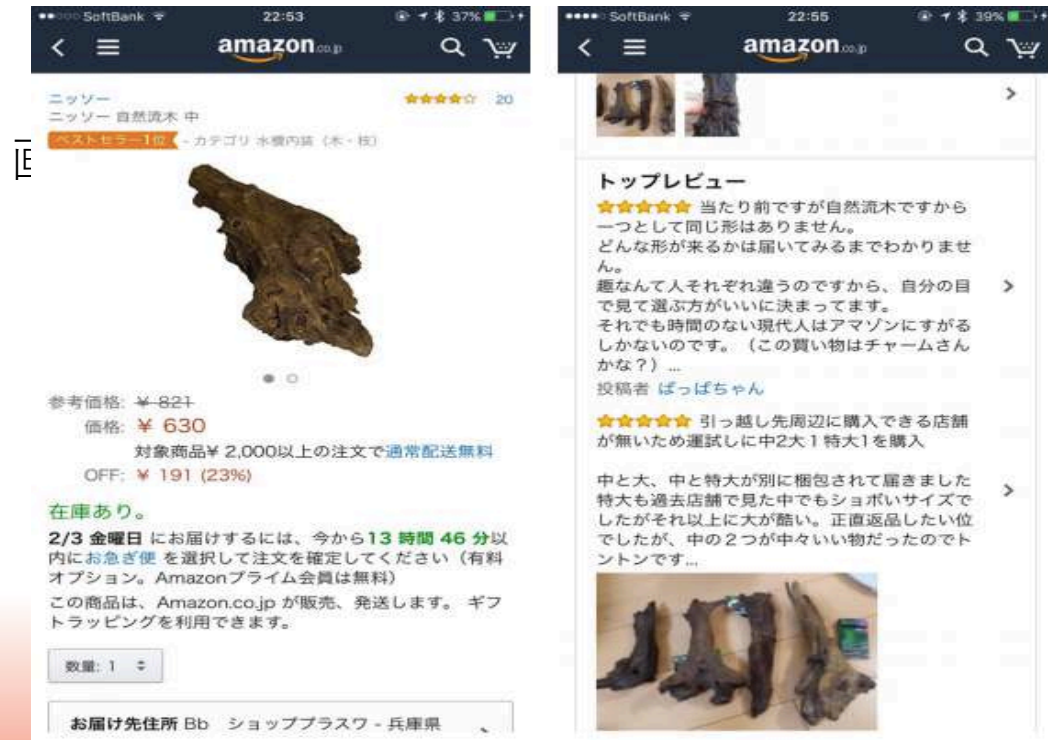 SoftBank 22:53 37%
amazon.co.jp
ニッソー 20
ニッソー 自然流木 中
ベストセラー1位 - カテゴリ 水槽内装（木・枝）
参考価格: ¥ 821
価格: ¥ 630
対象商品¥ 2,000以上の注文で通常配送無料
OFF: ¥ 191 (23%)
在庫あり。
2/3 金曜日 にお届けするには、今から13 時間 46 分以
内にお急ぎ便 を選択して注文を確定してください（有料
オプション。Amazonプライム会員は無料）
この商品は、Amazon.co.jp が販売、発送します。 ギフ
トラッピングを利用できます。
数量: 1
お届け先住所 Bb ショッププラスワ - 兵庫県
SoftBank 22:55 39%
amazon.co.jp
トップレビュー
当たり前ですが自然流木ですから
一つとして同じ形はありません。
どんな形が来るかは届いてみるまでわかりませ
ん。
趣なんて人それぞれ違うのですから、自分の目
で見て選ぶ方がいいに決まってます。
それでも時間のない現代人はアマゾンにすがる
しかないのです。（この買い物はチャームさん
かな？）...
投稿者 ぱっぱちゃん
引っ越し先周辺に購入できる店舗
が無いため運試しに中2大１特大1を購入
中と大、中と特大が別に梱包されて届きました
特大も過去店舗で見た中でもショボいサイズで
したがそれ以上に大が酷い。正直返品したい位
でしたが、中の２つが中々いい物だったのでト
ントンです...